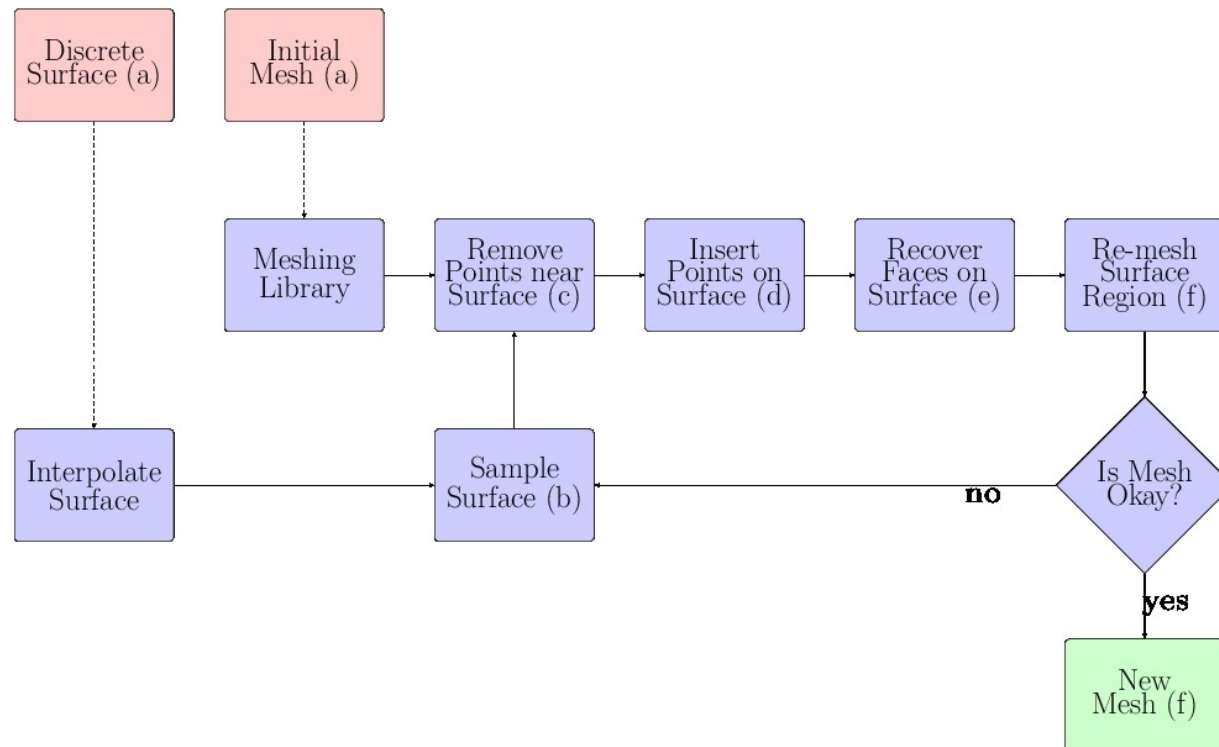 Discrete
Surface (a)
Initial
Mesh (a)
Meshing
Library
Remove
Points near
Surface (c)
Insert
Points on
Surface (d)
Recover
Faces on
Surface (e)
Re-mesh
Surface
Region (f)
Interpolate
Surface
Sample
Surface (b)
no
Is Mesh
Okay?
yes
New
Mesh (f)